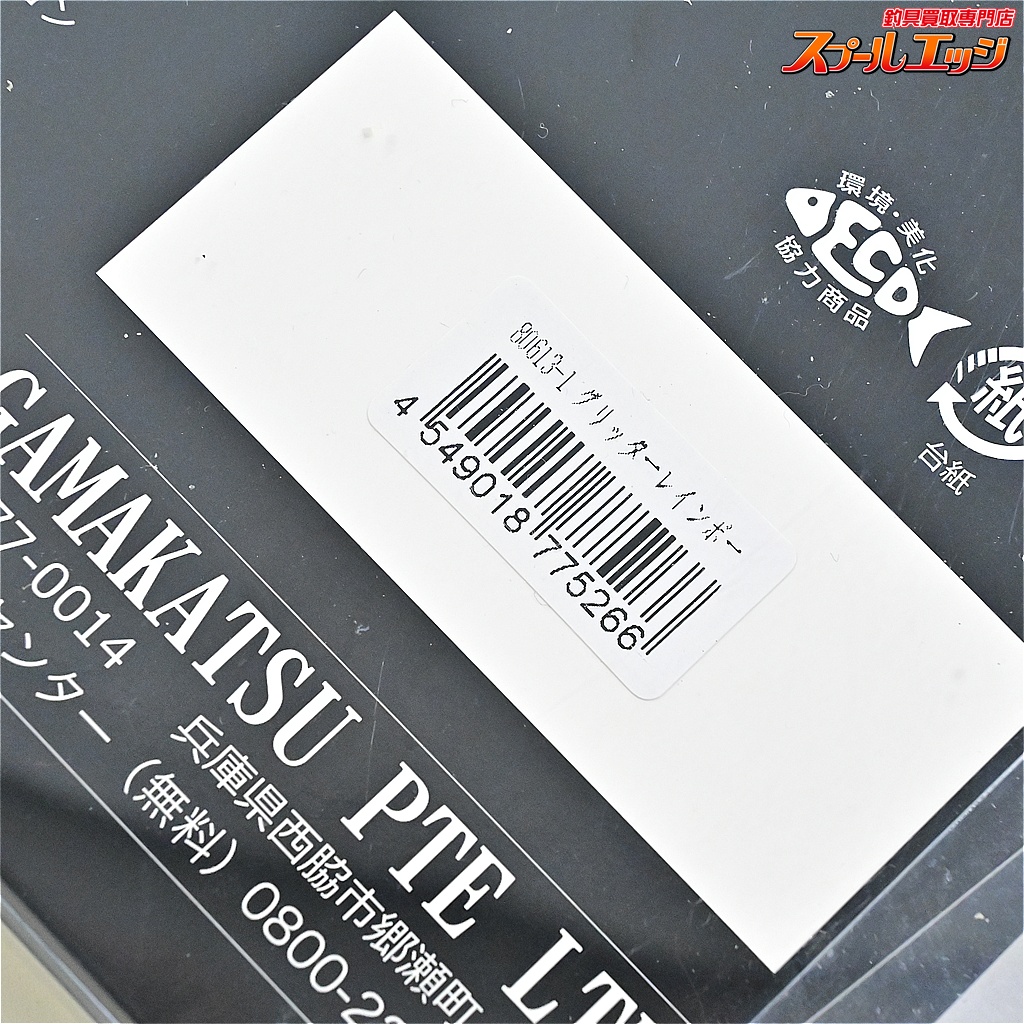 釣具買取専門店
スプールエッジ
環境・美化
ECO
協力商品
紙
台紙
80613-1 グリッターレインボー
4 549018 775266
GAMAKATSU PTE LT
77-0014
兵庫県西脇市郷瀬町
センター
(無料) 0800-22